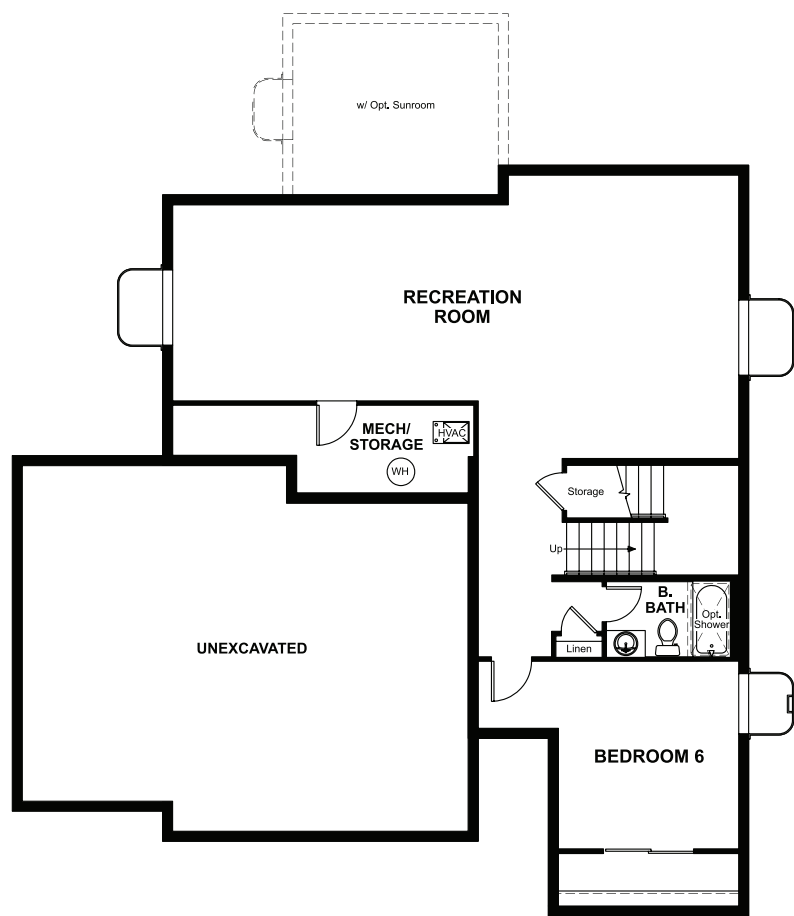 w/ Opt. Sunroom
RECREATION
ROOM
MECH/
STORAGE
HVAC
WH
Storage
Up
B.
BATH
Opt.
Shower
Linen
UNEXCAVATED
BEDROOM 6